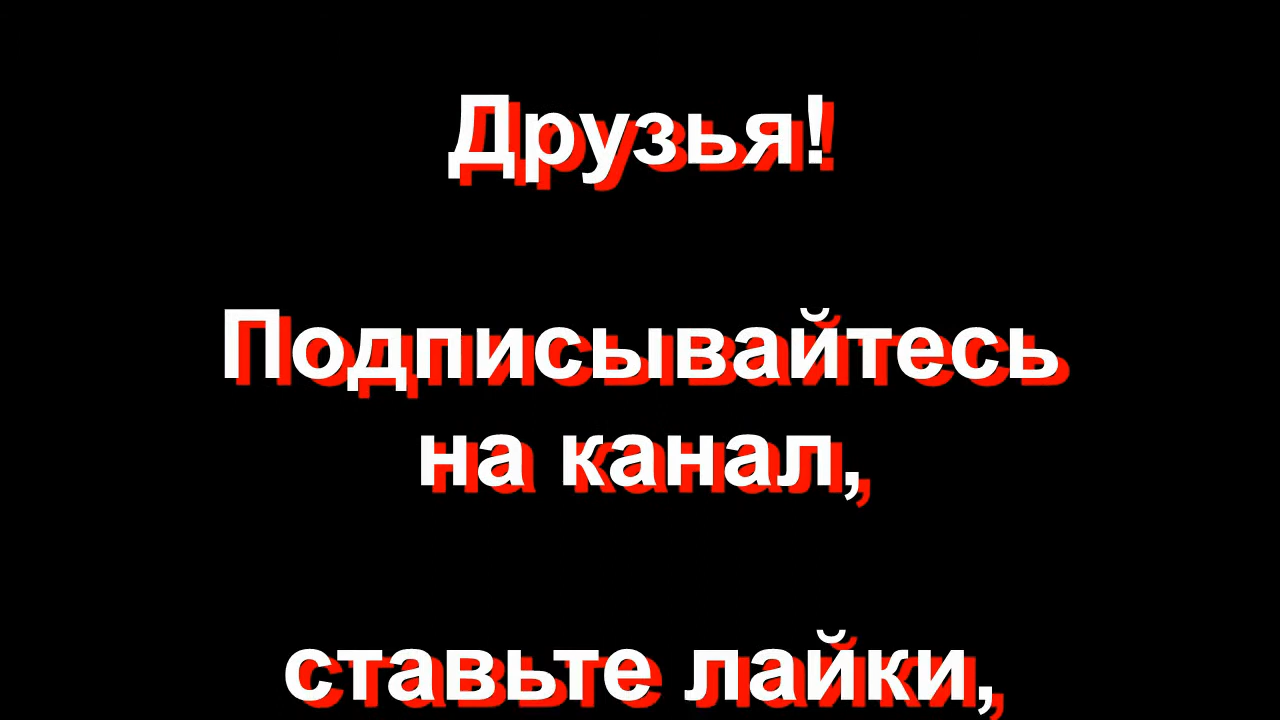 Друзья!
Подписывайтесь
на канал,
ставьте лайки,